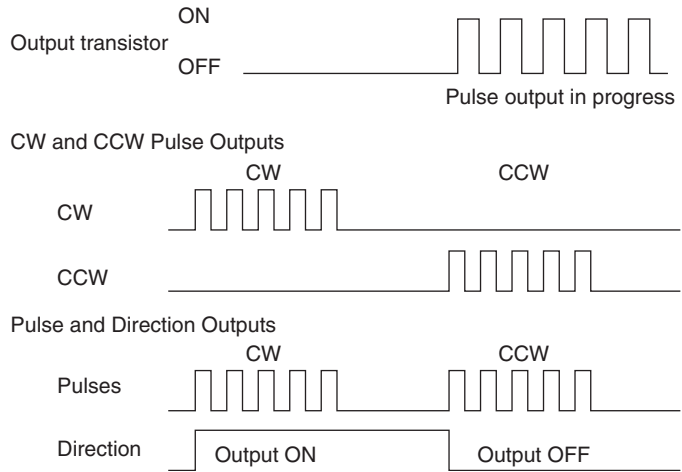 ON
Output transistor
OFF
Pulse output in progress
CW and CCW Pulse Outputs
CW CCW
CW
CCW
Pulse and Direction Outputs
CW CCW
Pulses
Direction Output ON Output OFF